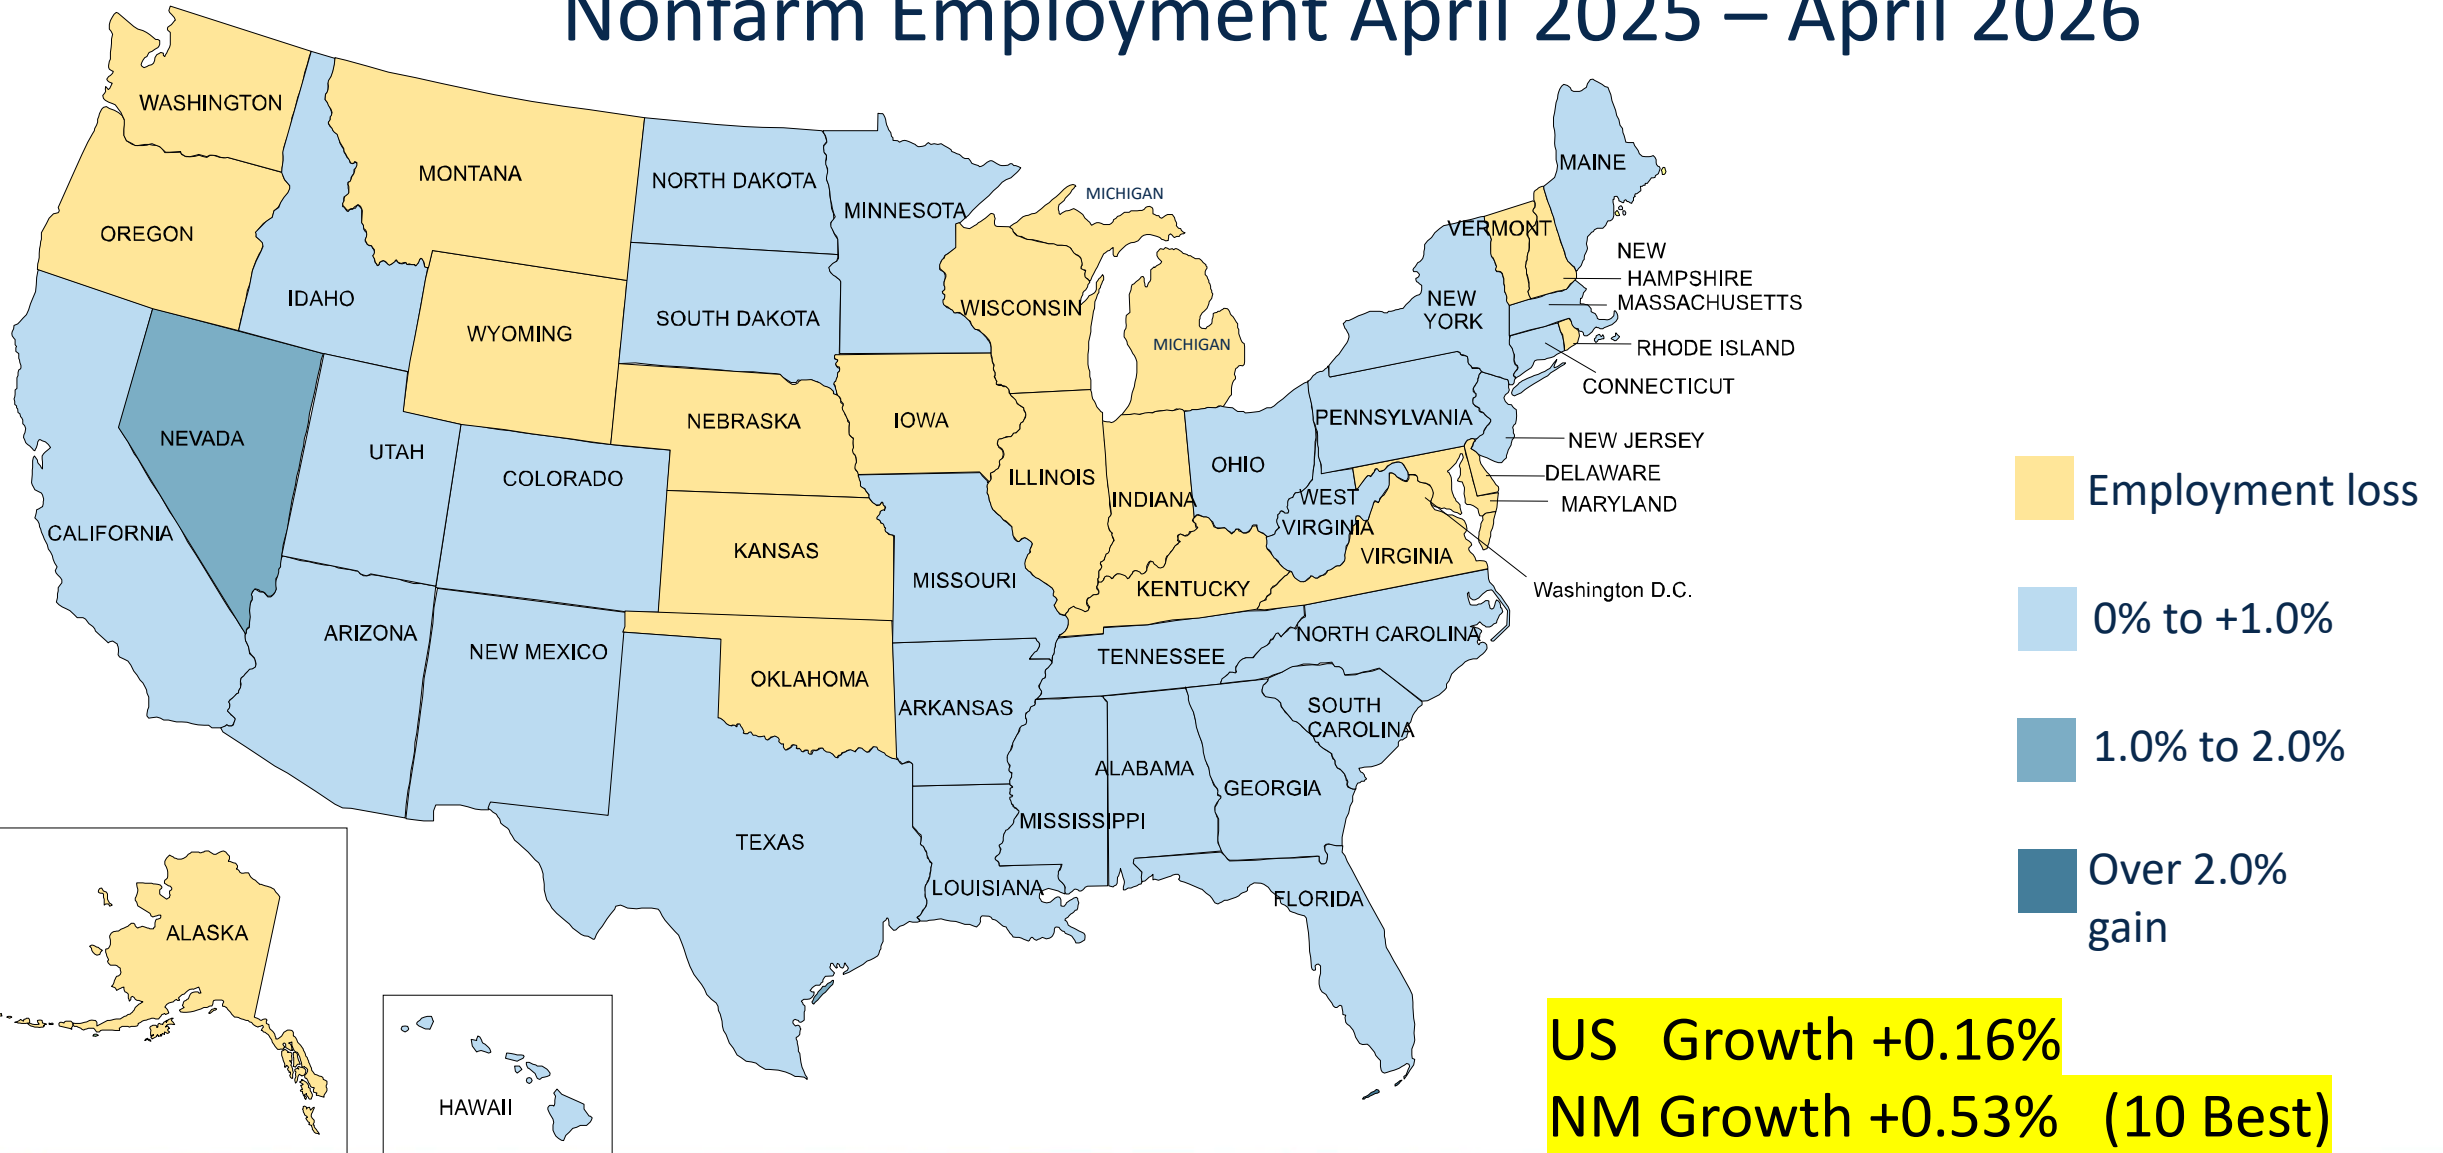 Nonfarm Employment April 2025 – April 2026
WASHINGTON
MONTANA
NORTH DAKOTA
MINNESOTA
MICHIGAN
MAINE
OREGON
VERMONT
NEW
HAMPSHIRE
IDAHO
WYOMING
SOUTH DAKOTA
WISCONSIN
MICHIGAN
NEW
YORK
MASSACHUSETTS
RHODE ISLAND
CONNECTICUT
NEVADA
UTAH
COLORADO
NEBRASKA
IOWA
ILLINOIS
INDIANA
OHIO
PENNSYLVANIA
NEW JERSEY
DELAWARE
MARYLAND
CALIFORNIA
KANSAS
MISSOURI
KENTUCKY
WEST
VIRGINIA
VIRGINIA
Washington D.C.
ARIZONA
NEW MEXICO
OKLAHOMA
ARKANSAS
TENNESSEE
NORTH CAROLINA
SOUTH
CAROLINA
TEXAS
LOUISIANA
MISSISSIPPI
ALABAMA
GEORGIA
FLORIDA
ALASKA
HAWAII
Employment loss
0% to +1.0%
1.0% to 2.0%
Over 2.0%
gain
US Growth +0.16%
NM Growth +0.53% (10 Best)